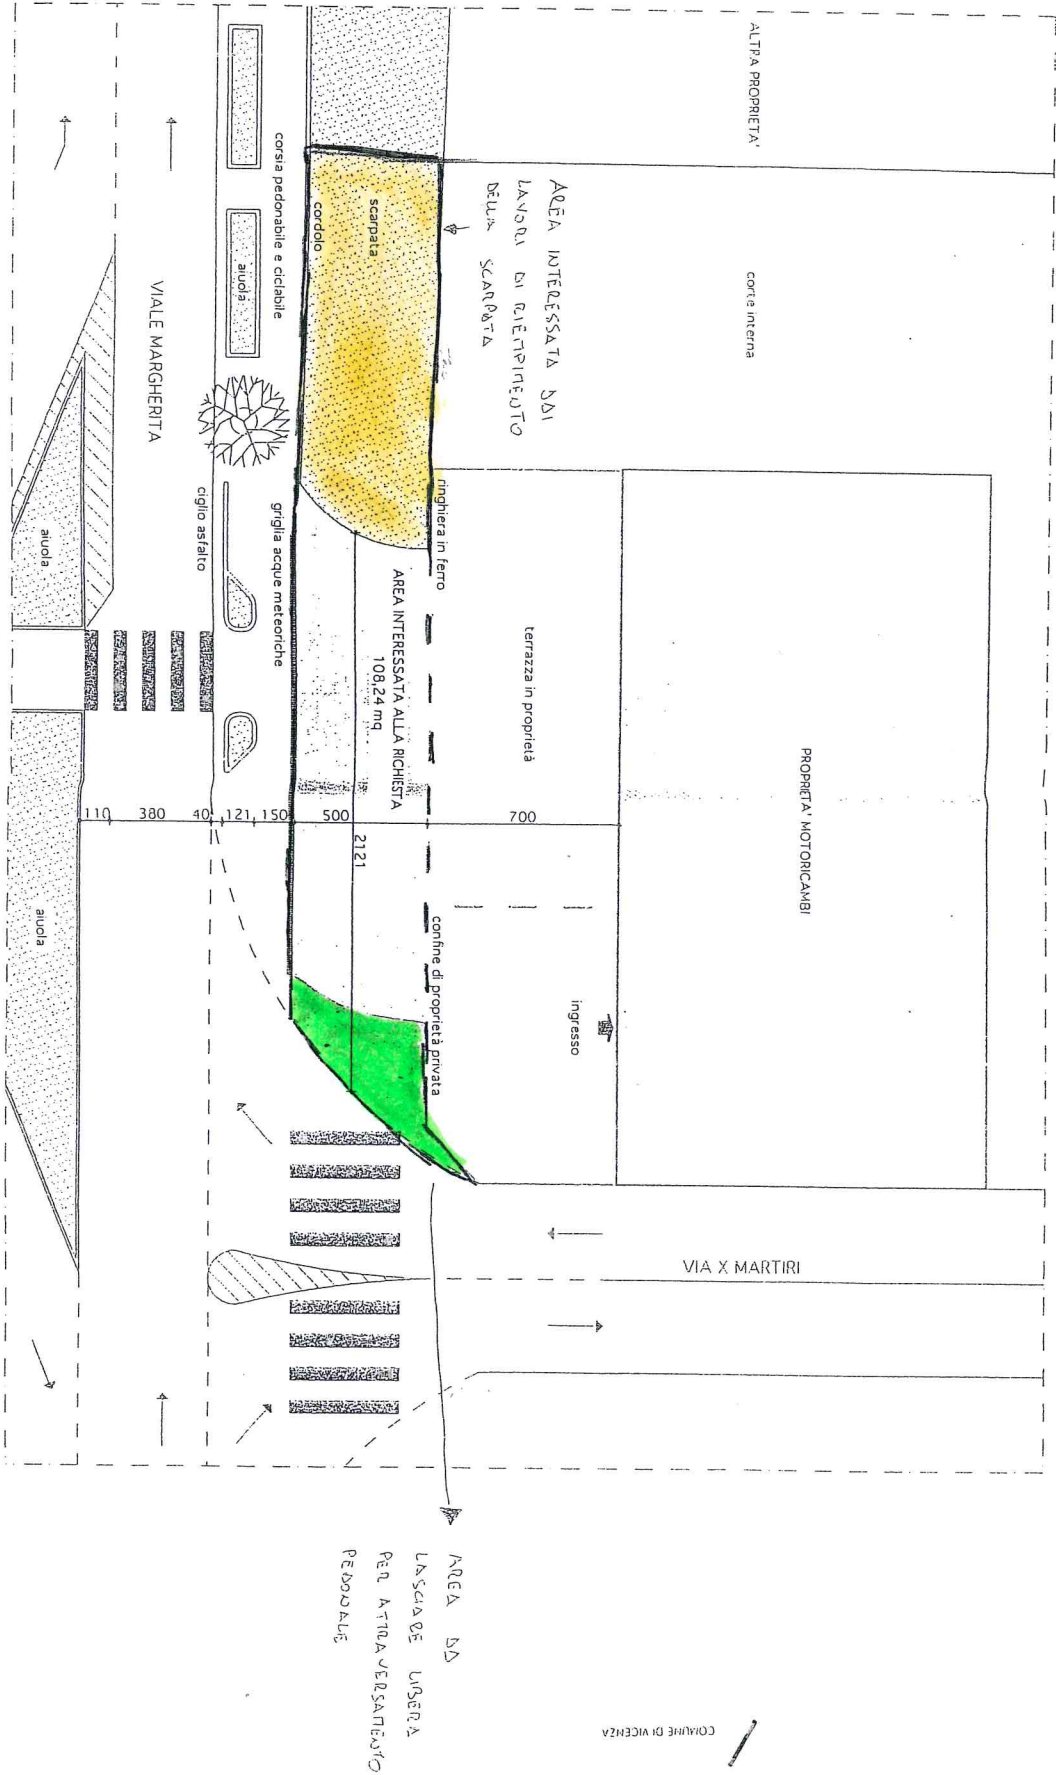 ALTRA PROPRIETA'
corte interna
AREA INTERESSATA DAI
LAVORI DI RIEMPIMENTO
DELLA SCARPATA
scarpata
cordolo
corsia pedonabile e ciclabile
aiuola
VIALE MARGHERITA
ringhiera in ferro
griglia acque meteoriche
ciglio asfalto
aiuola
PROPRIETA' MOTORICAMBI
terrazza in proprietà
AREA INTERESSATA ALLA RICHIESTA
108,24 mq
110
380
40
121
150
500
700
2121
confine di proprietà privata
ingresso
aiuola
VIA X MARTIRI
AREA DA
LASCIARE LIBERA
PER ATTRAVERSAMENTO
PEDONALE
COMUNE DI VICENZA